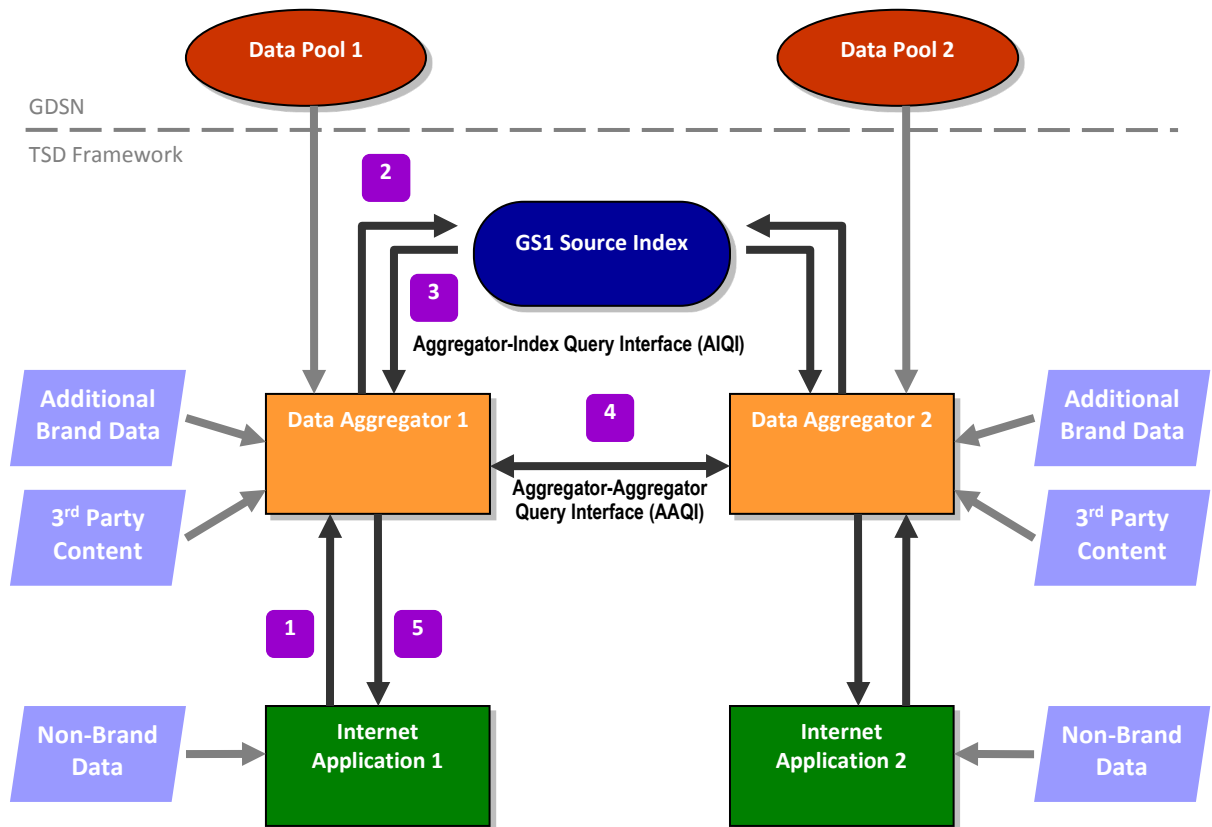 Data Pool 1
Data Pool 2
GDSN
TSD Framework
2
GS1 Source Index
3
Aggregator-Index Query Interface (AIQI)
Additional
Brand Data
Data Aggregator 1
4
Data Aggregator 2
Additional
Brand Data
Aggregator-Aggregator
Query Interface (AAQI)
3rd Party
Content
3rd Party
Content
1
5
Non-Brand
Data
Internet
Application 1
Internet
Application 2
Non-Brand
Data